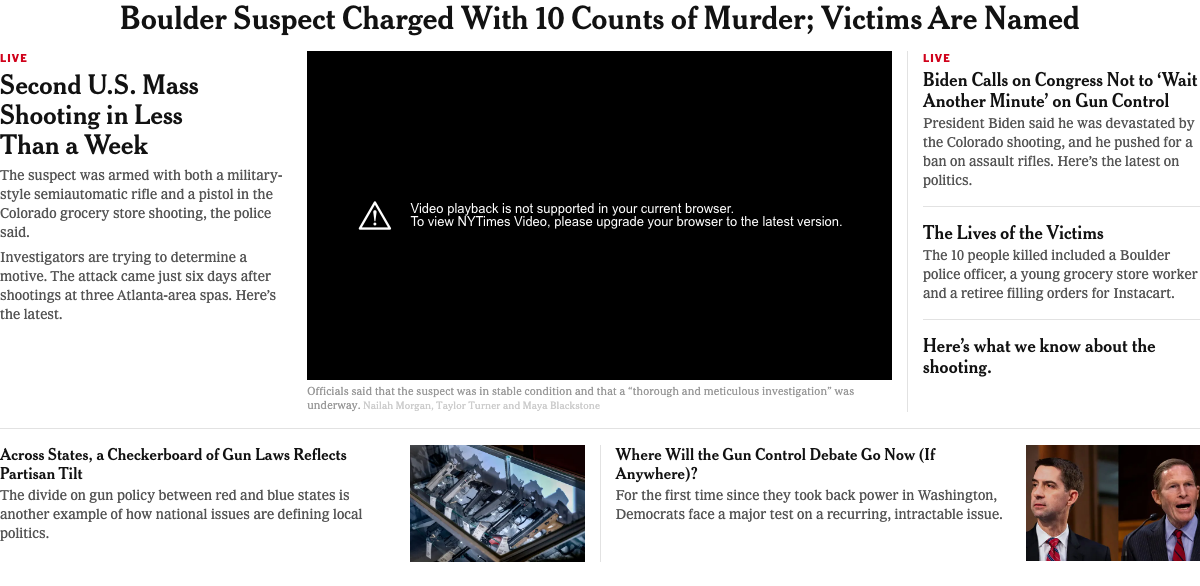 Boulder Suspect Charged With 10 Counts of Murder; Victims Are Named
LIVE
Second U.S. Mass
Shooting in Less
Than a Week
The suspect was armed with both a military-
style semiautomatic rifle and a pistol in the
Colorado grocery store shooting, the police
said.
Investigators are trying to determine a
motive. The attack came just six days after
shootings at three Atlanta-area spas. Here’s
the latest.
Video playback is not supported in your current browser.
To view NYTimes Video, please upgrade your browser to the latest version.
Officials said that the suspect was in stable condition and that a “thorough and meticulous investigation” was
underway. Nailah Morgan, Taylor Turner and Maya Blackstone
LIVE
Biden Calls on Congress Not to ‘Wait
Another Minute’ on Gun Control
President Biden said he was devastated by
the Colorado shooting, and he pushed for a
ban on assault rifles. Here’s the latest on
politics.
The Lives of the Victims
The 10 people killed included a Boulder
police officer, a young grocery store worker
and a retiree filling orders for Instacart.
Here’s what we know about the
shooting.
Across States, a Checkerboard of Gun Laws Reflects
Partisan Tilt
The divide on gun policy between red and blue states is
another example of how national issues are defining local
politics.
Where Will the Gun Control Debate Go Now (If
Anywhere)?
For the first time since they took back power in Washington,
Democrats face a major test on a recurring, intractable issue.